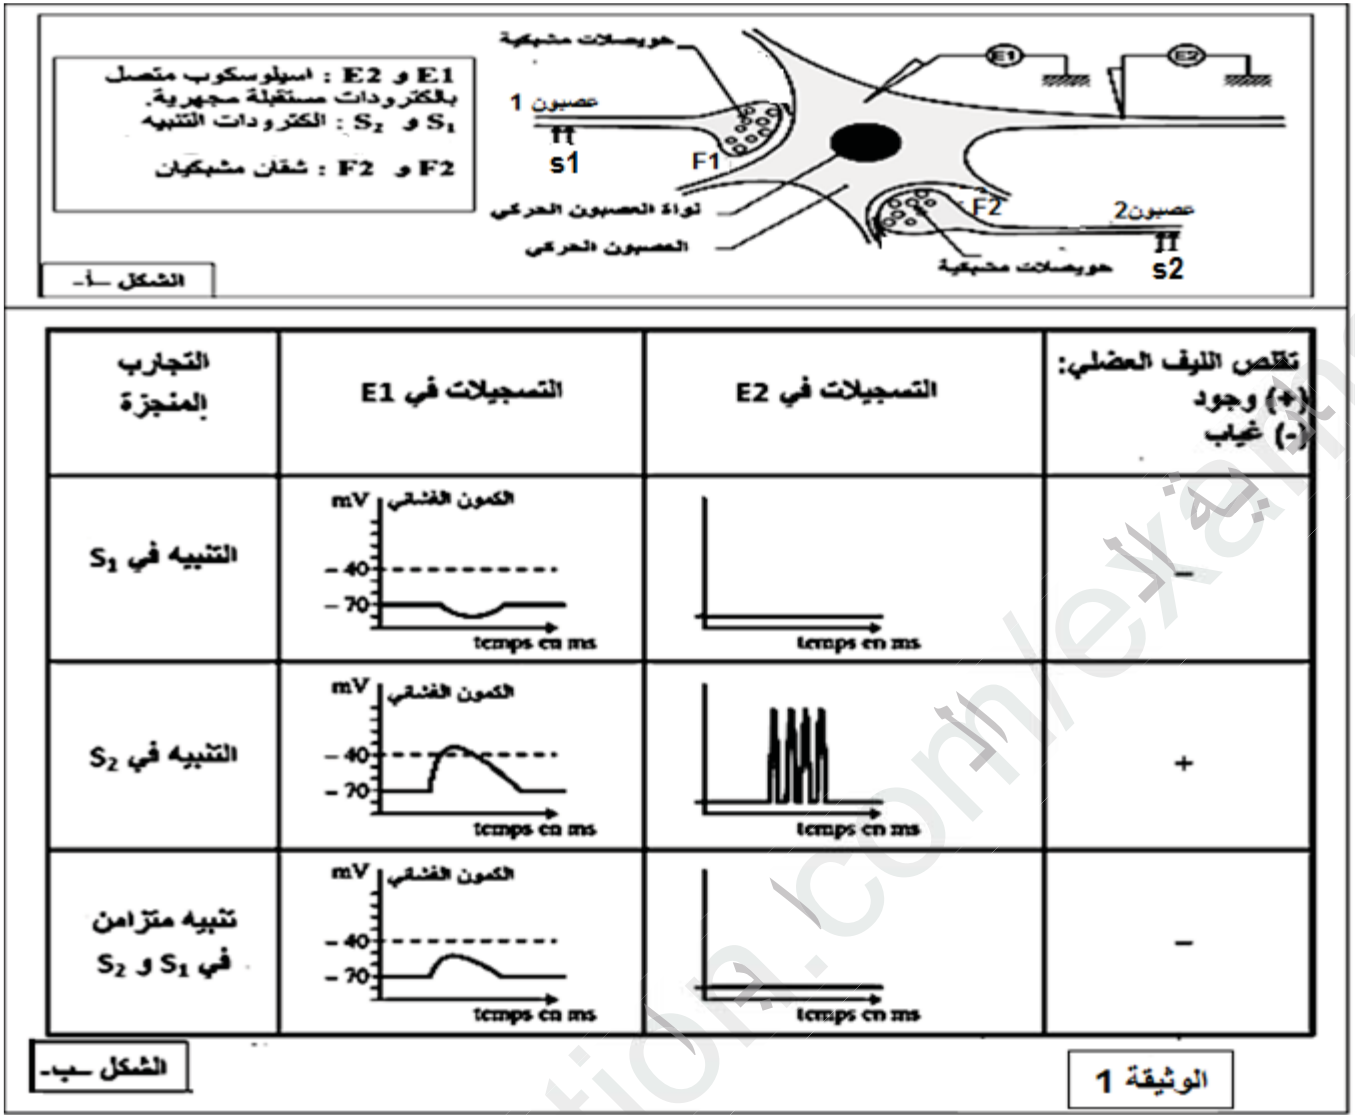 E1 و E2 : اسيلوسكوب متصل
بالكترودات مستقبلة مجهرية.
S₁ و S₂ : الكترودات التنبيه
F2 و F2 : شقان مشبكيان
الشكل –أ-
حويصلات مشبكية
عصبون 1
s1
F1
E1
E2
نواة العصبون الحركي
العصبون الحركي
F2
عصبون2
s2
حويصلات مشبكية
التجارب
المنجزة
التسجيلات في E1
التسجيلات في E2
تقلص الليف العضلي:
(+) وجود
(-) غياب
التنبيه في S₁
mV
الكمون الغشائي
– 40
– 70
temps en ms
temps en ms
–
التنبيه في S₂
mV
الكمون الغشائي
– 40
– 70
temps en ms
temps en ms
+
تنبيه متزامن
في S₁ و S₂
mV
الكمون الغشائي
– 40
– 70
temps en ms
temps en ms
–
الشكل –ب-
الوثيقة 1